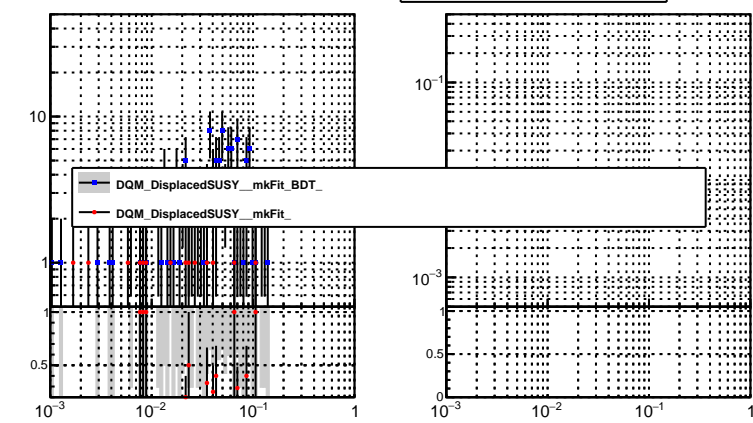 10
1
1
0.5
10⁻³ 10⁻² 10⁻¹ 1
DQM_DisplacedSUSY__mkFit_BDT_
DQM_DisplacedSUSY__mkFit_
10⁻¹
10⁻³
1
0.5
0
10⁻³ 10⁻² 10⁻¹ 1